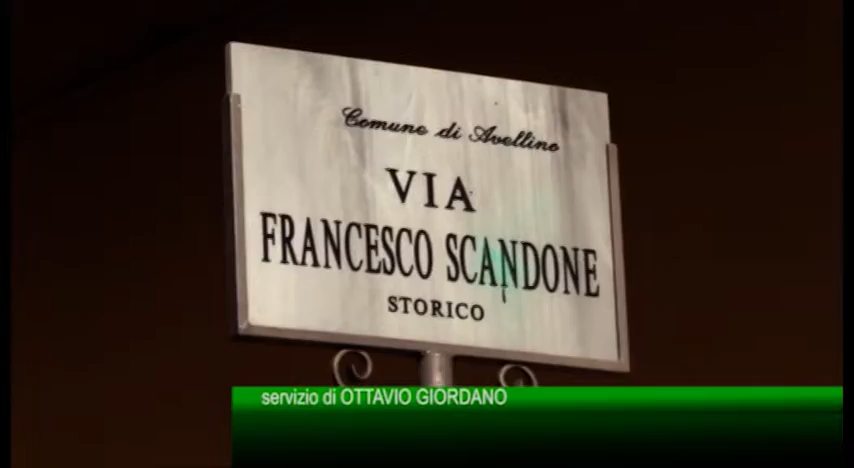 Comune di Avellino
VIA
FRANCESCO SCANDONE
STORICO
servizio di OTTAVIO GIORDANO